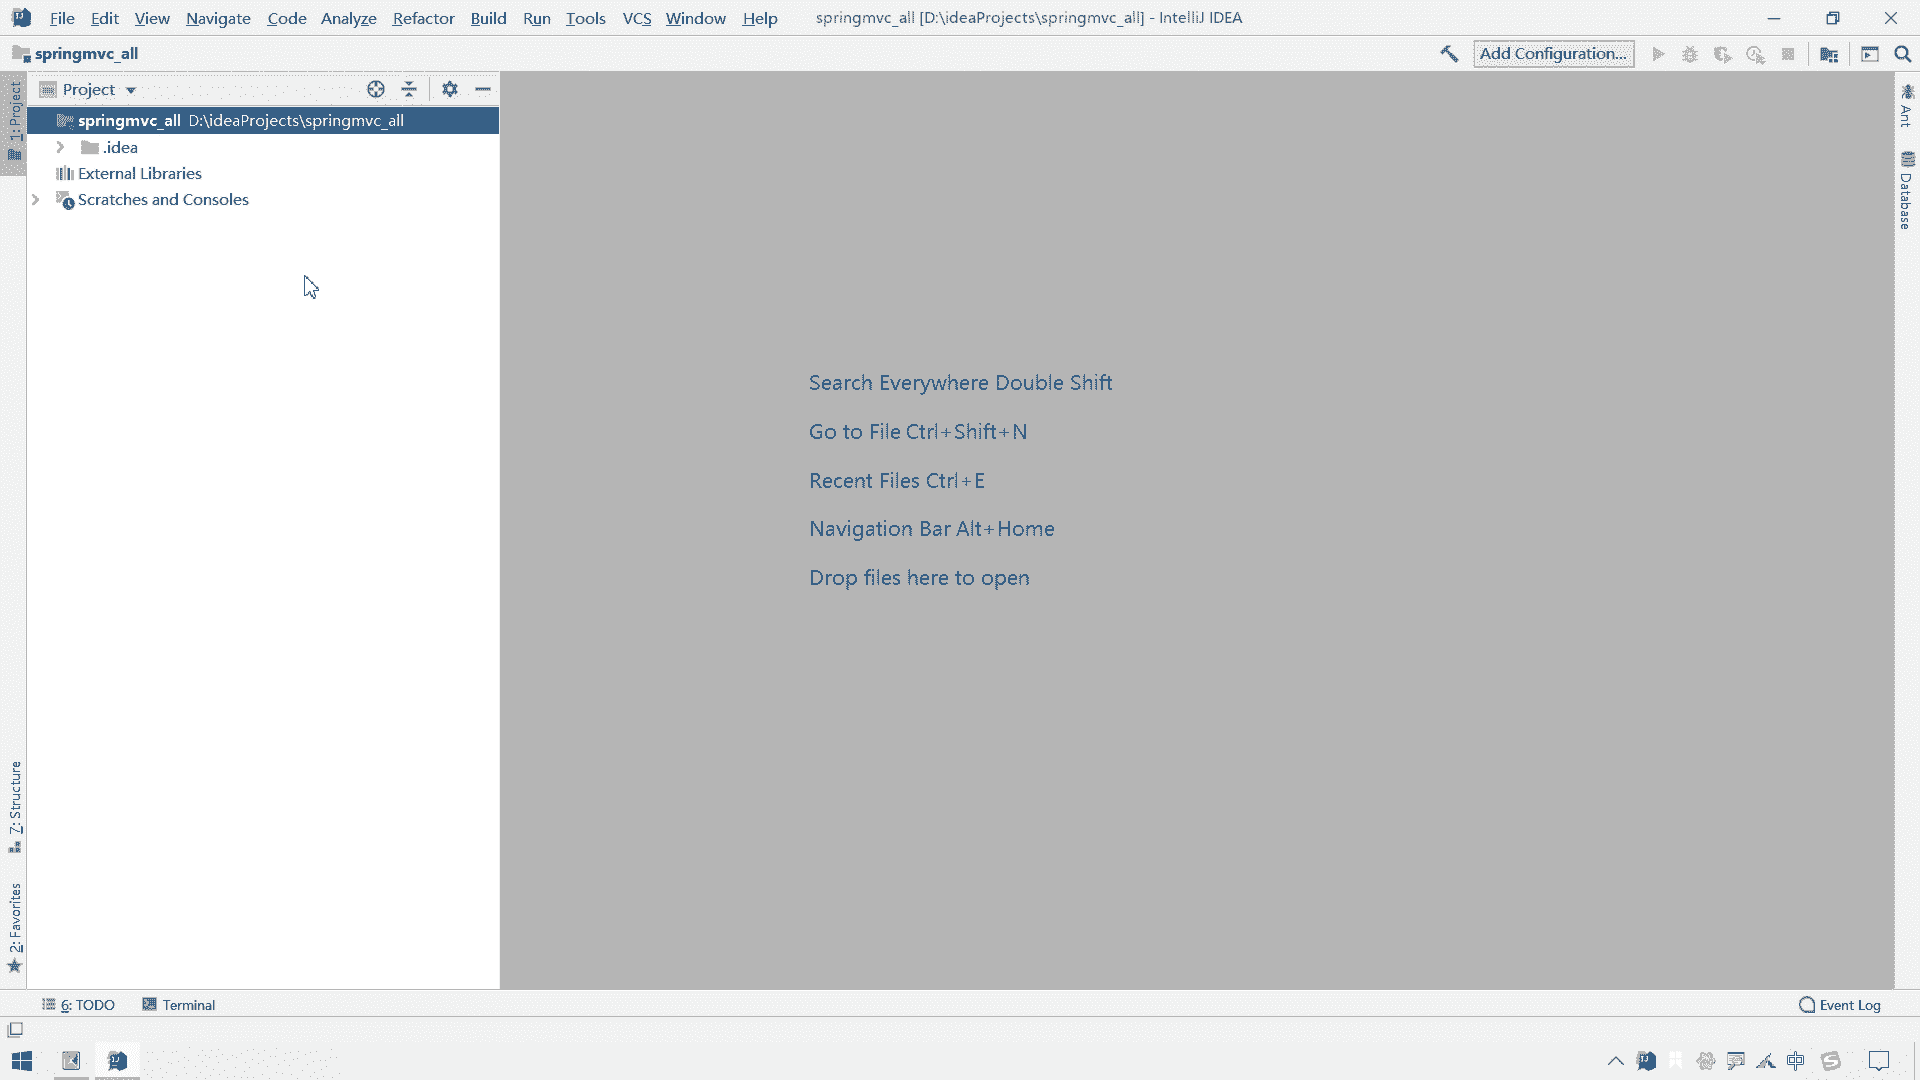 File Edit View Navigate Code Analyze Refactor Build Run Tools VCS Window Help springmvc_all [D:\ideaProjects\springmvc_all] - IntelliJ IDEA
springmvc_all
Add Configuration...
1: Project
Project
springmvc_all D:\ideaProjects\springmvc_all
.idea
External Libraries
Scratches and Consoles
Search Everywhere Double Shift
Go to File Ctrl+Shift+N
Recent Files Ctrl+E
Navigation Bar Alt+Home
Drop files here to open
Ant
Database
7: Structure
2: Favorites
6: TODO
Terminal
Event Log
中